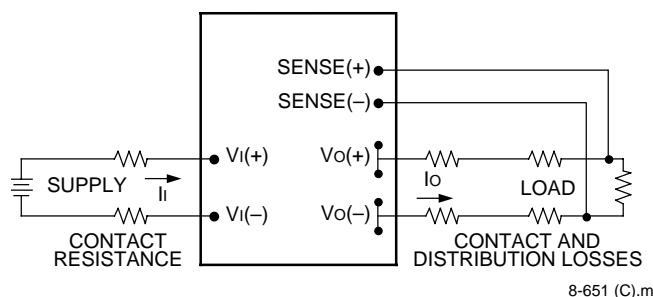 SENSE(+)
SENSE(–)
VI(+)
VO(+)
SUPPLY
II
IO
LOAD
VI(–)
VO(–)
CONTACT
RESISTANCE
CONTACT AND
DISTRIBUTION LOSSES
8-651 (C).m